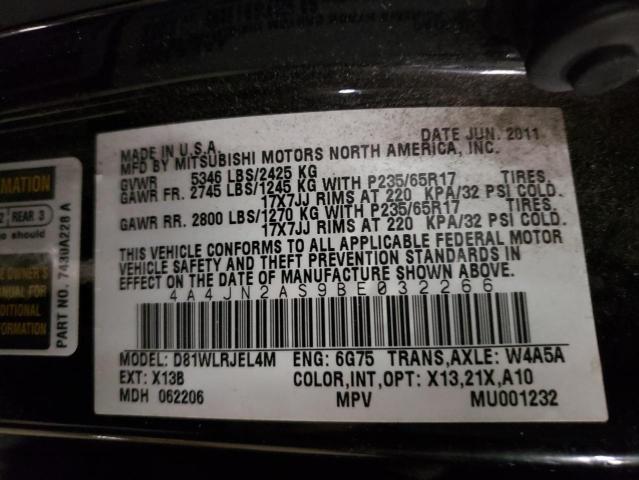 MADE IN U.S.A. DATE JUN. 2011
MFD BY MITSUBISHI MOTORS NORTH AMERICA, INC.
GVWR 5346 LBS/2425 KG
GAWR FR. 2745 LBS/1245 KG WITH P235/65R17 TIRES.
17X7JJ RIMS AT 220 KPA/32 PSI COLD.
GAWR RR. 2800 LBS/1270 KG WITH P235/65R17 TIRES.
17X7JJ RIMS AT 220 KPA/32 PSI COLD.
THIS VEHICLE CONFORMS TO ALL APPLICABLE FEDERAL MOTOR
VEHICLE SAFETY AND THEFT PREVENTION STANDARDS IN
EFFECT ON THE DATE OF MANUFACTURE SHOWN ABOVE.
4A4JN2AS9BE032266
MODEL: D81WLRJEL4M ENG: 6G75 TRANS,AXLE: W4A5A
EXT: X13B COLOR,INT,OPT: X13,21X,A10
MDH 062206 MPV MU001232
MATION
2 REAR 3
should
OWNER'S
MANUAL FOR
DITIONAL
FORMATION
PART NO. 7430A228 A